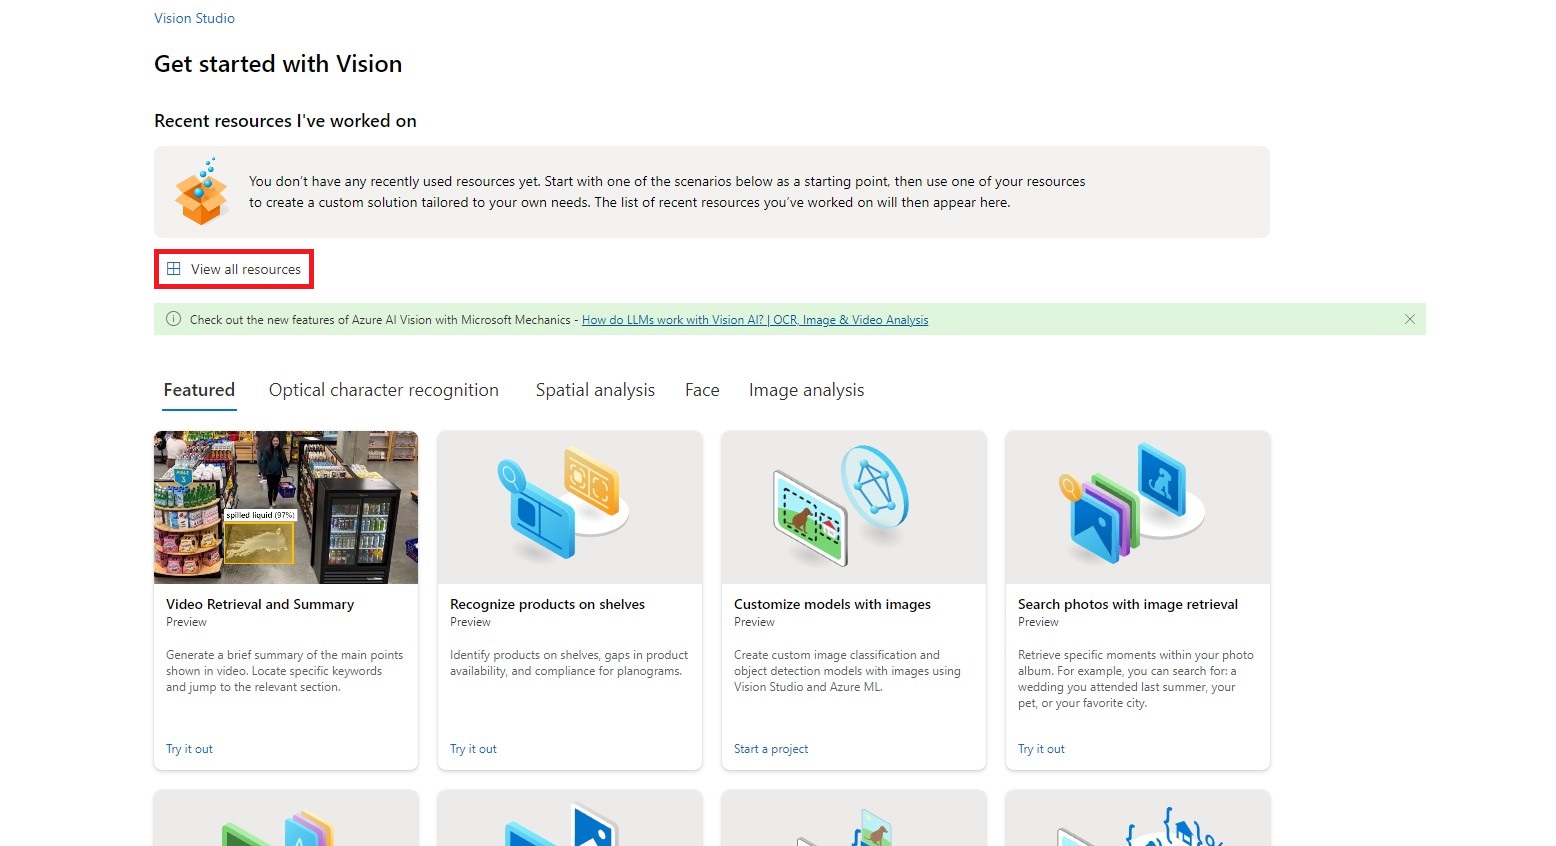 Vision Studio
Get started with Vision
Recent resources I've worked on
You don't have any recently used resources yet. Start with one of the scenarios below as a starting point, then use one of your resources
to create a custom solution tailored to your own needs. The list of recent resources you've worked on will then appear here.
View all resources
Check out the new features of Azure AI Vision with Microsoft Mechanics - How do LLMs work with Vision AI? | OCR, Image & Video Analysis
Featured
Optical character recognition
Spatial analysis
Face
Image analysis
AISLE
3
spilled liquid (97%)
Video Retrieval and Summary
Preview
Generate a brief summary of the main points
shown in video. Locate specific keywords
and jump to the relevant section.
Try it out
Recognize products on shelves
Preview
Identify products on shelves, gaps in product
availability, and compliance for planograms.
Try it out
Customize models with images
Preview
Create custom image classification and
object detection models with images using
Vision Studio and Azure ML.
Start a project
Search photos with image retrieval
Preview
Retrieve specific moments within your photo
album. For example, you can search for: a
wedding you attended last summer, your
pet, or your favorite city.
Try it out
A